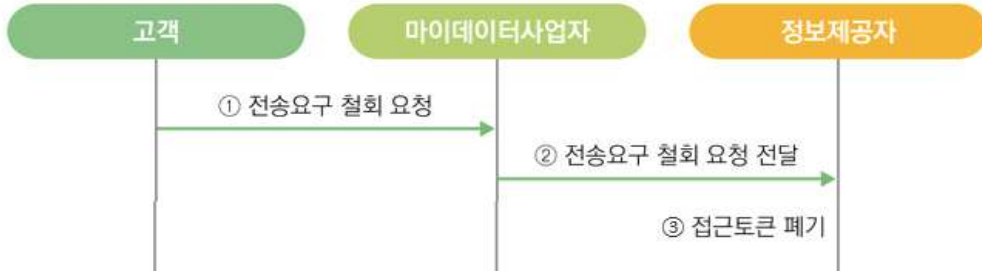 고객
마이데이터사업자
정보제공자
① 전송요구 철회 요청
② 전송요구 철회 요청 전달
③ 접근토큰 폐기